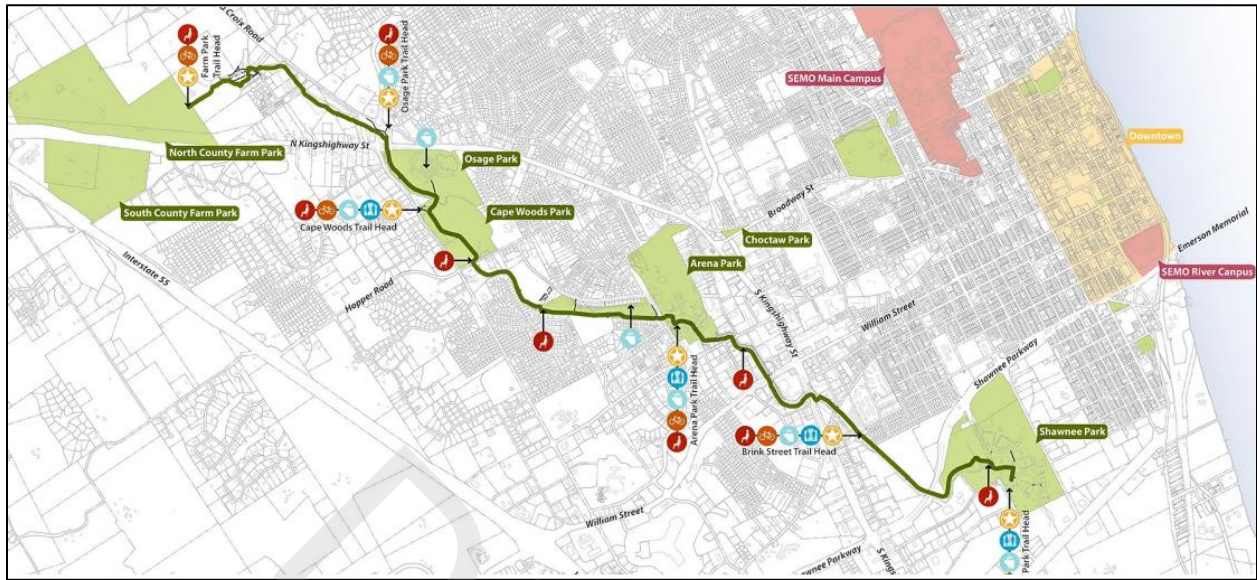 Croix Road
Farm Park
Trail Head
Osage Park Trail Head
SEMO Main Campus
Downtown
N Kingshighway St
North County Farm Park
Osage Park
South County Farm Park
Cape Woods Park
Cape Woods Trail Head
Broadway St
Choctaw Park
Arena Park
Emerson Memorial
SEMO River Canpus
Interstate 55
Hopper Road
S Kingshighway St
William Street
Shawnee Parkway
Arena Park Trail Head
Shawnee Park
Brink Street Trail Head
William Street
Shawnee Parkway
S Kings
Park Trail Head